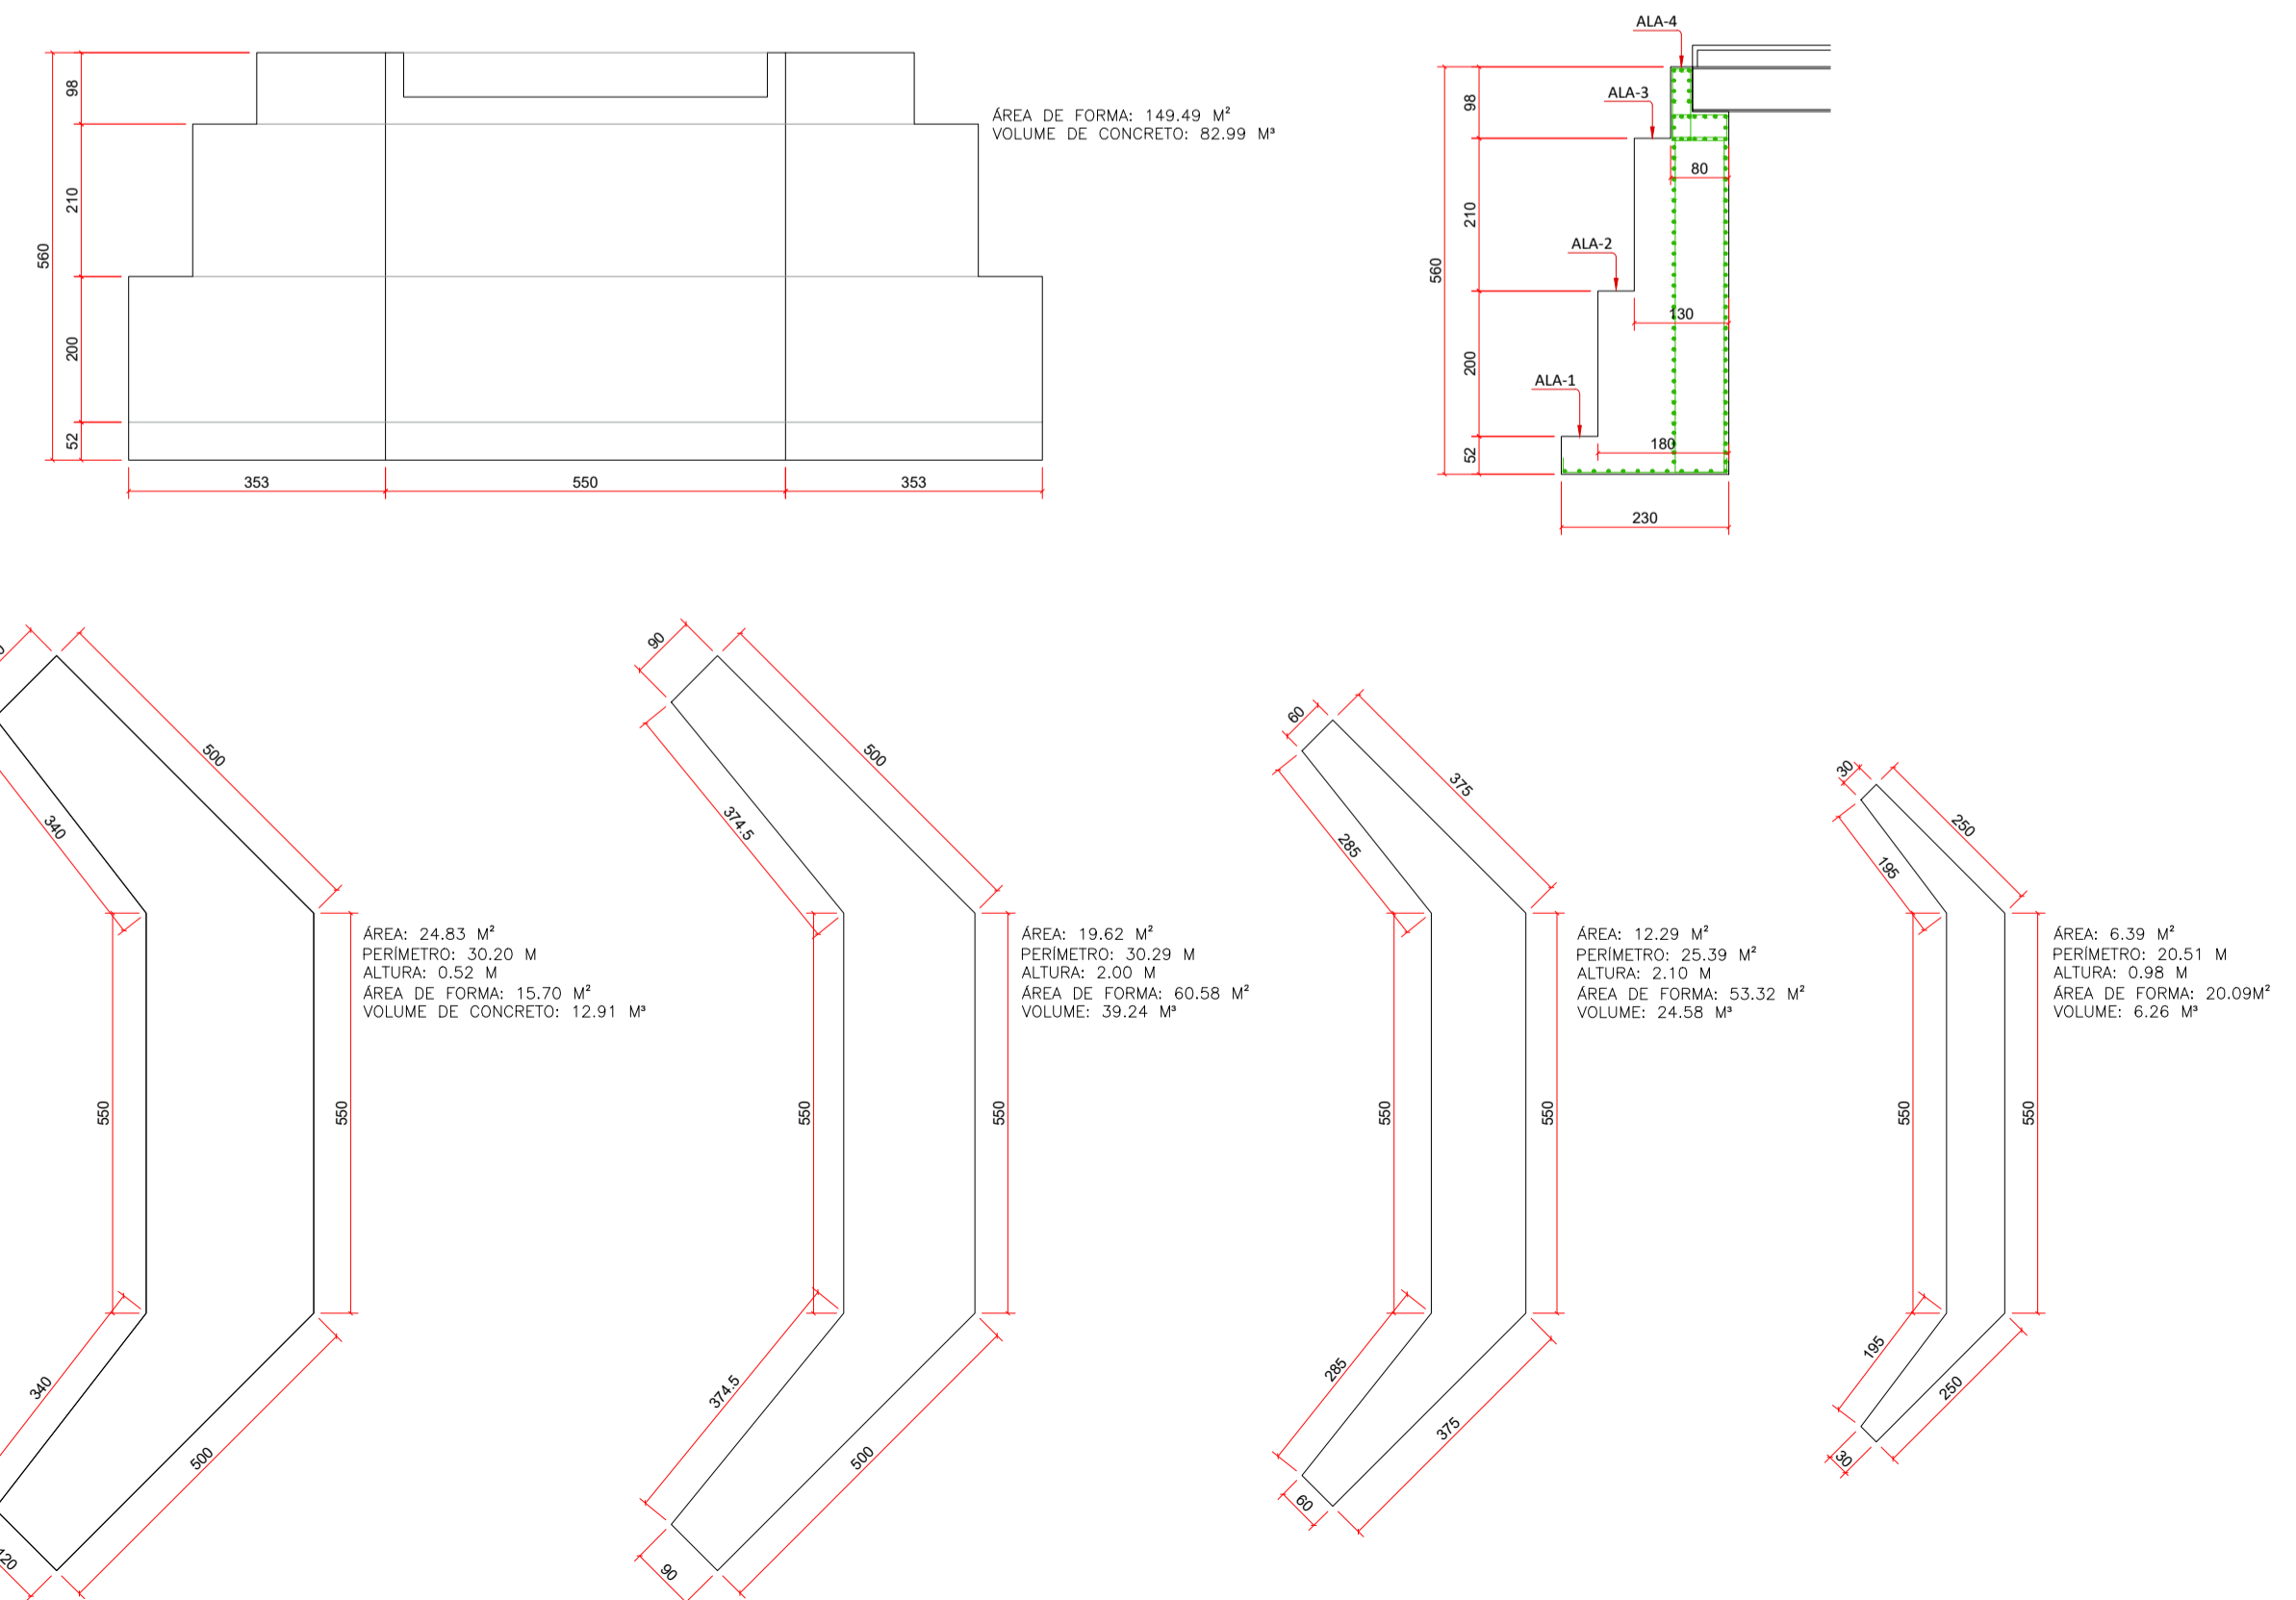 98
210
560
200
52
353
550
353
ÁREA DE FORMA: 149.49 M²
VOLUME DE CONCRETO: 82.99 M³
ALA-4
ALA-3
ALA-2
ALA-1
98
210
560
200
52
80
130
180
230
500
340
550
550
340
500
120
ÁREA: 24.83 M²
PERÍMETRO: 30.20 M
ALTURA: 0.52 M
ÁREA DE FORMA: 15.70 M²
VOLUME DE CONCRETO: 12.91 M³
90
500
374.5
550
550
374.5
500
90
ÁREA: 19.62 M²
PERÍMETRO: 30.29 M
ALTURA: 2.00 M
ÁREA DE FORMA: 60.58 M²
VOLUME: 39.24 M³
60
375
285
550
550
285
375
60
ÁREA: 12.29 M²
PERÍMETRO: 25.39 M²
ALTURA: 2.10 M
ÁREA DE FORMA: 53.32 M²
VOLUME: 24.58 M³
30
250
195
550
550
195
250
30
ÁREA: 6.39 M²
PERÍMETRO: 20.51 M
ALTURA: 0.98 M
ÁREA DE FORMA: 20.09M²
VOLUME: 6.26 M³